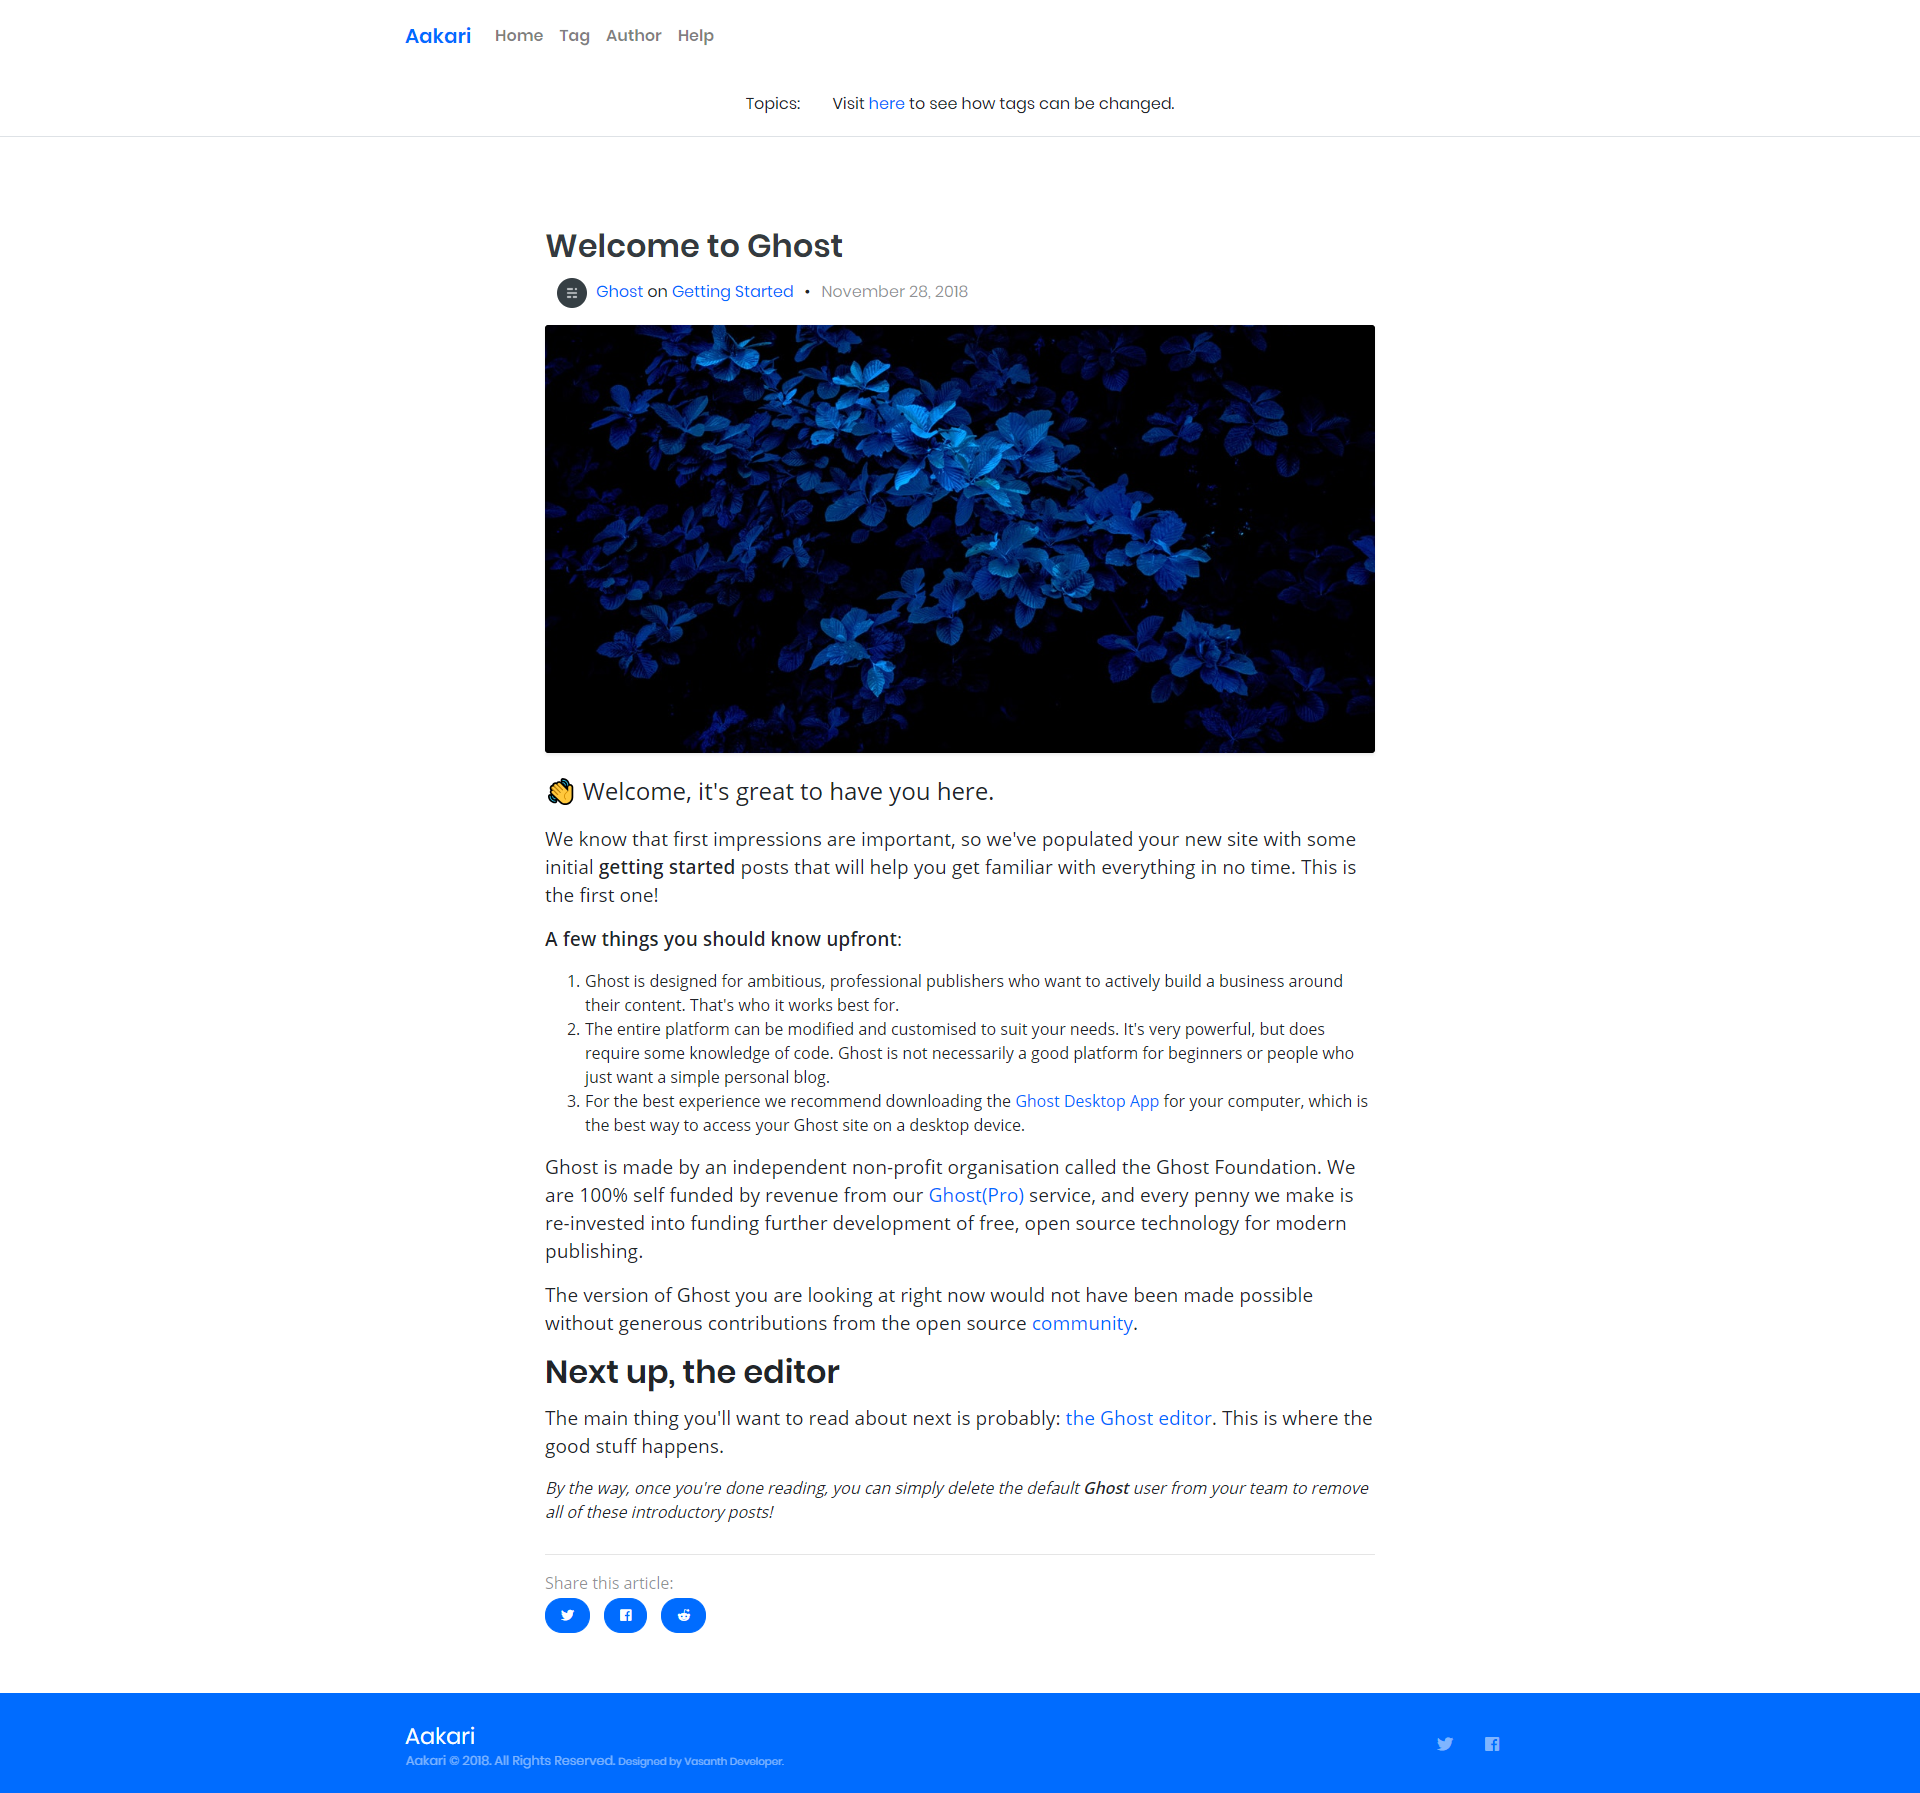 Aakari Home Tag Author Help
Topics: Visit here to see how tags can be changed.
Welcome to Ghost
Ghost on Getting Started • November 28, 2018
👏 Welcome, it's great to have you here.
We know that first impressions are important, so we've populated your new site with some
initial getting started posts that will help you get familiar with everything in no time. This is
the first one!
A few things you should know upfront:
1. Ghost is designed for ambitious, professional publishers who want to actively build a business around
their content. That's who it works best for.
2. The entire platform can be modified and customised to suit your needs. It's very powerful, but does
require some knowledge of code. Ghost is not necessarily a good platform for beginners or people who
just want a simple personal blog.
3. For the best experience we recommend downloading the Ghost Desktop App for your computer, which is
the best way to access your Ghost site on a desktop device.
Ghost is made by an independent non-profit organisation called the Ghost Foundation. We
are 100% self funded by revenue from our Ghost(Pro) service, and every penny we make is
re-invested into funding further development of free, open source technology for modern
publishing.
The version of Ghost you are looking at right now would not have been made possible
without generous contributions from the open source community.
Next up, the editor
The main thing you'll want to read about next is probably: the Ghost editor. This is where the
good stuff happens.
By the way, once you're done reading, you can simply delete the default Ghost user from your team to remove
all of these introductory posts!
Share this article:
Aakari
Aakari © 2018. All Rights Reserved. Designed by Vasanth Developer.